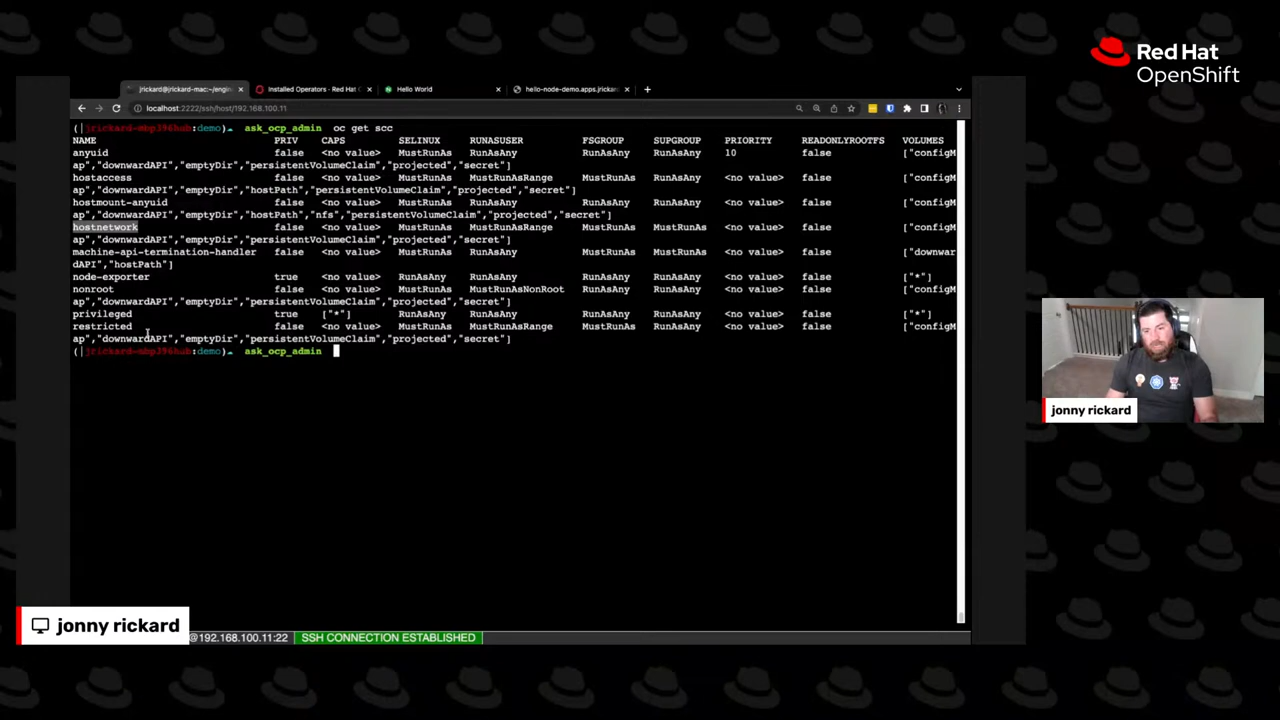 Red Hat
OpenShift
jrickard@jrickard-mac:~/engin
Installed Operators · Red Hat O
Hello World
hello-node-demo.apps.jrickar
localhost:2222/ssh/host/192.168.100.11
(|jrickard-mbp396hub:demo) ask_ocp_admin oc get scc
NAME PRIV CAPS SELINUX RUNASUSER FSGROUP SUPGROUP PRIORITY READONLYROOTFS VOLUMES
anyuid false <no value> MustRunAs RunAsAny RunAsAny RunAsAny 10 false ["configM
ap","downwardAPI","emptyDir","persistentVolumeClaim","projected","secret"]
hostaccess false <no value> MustRunAs MustRunAsRange MustRunAs RunAsAny <no value> false ["configM
ap","downwardAPI","emptyDir","hostPath","persistentVolumeClaim","projected","secret"]
hostmount-anyuid false <no value> MustRunAs RunAsAny RunAsAny RunAsAny <no value> false ["configM
ap","downwardAPI","emptyDir","hostPath","nfs","persistentVolumeClaim","projected","secret"]
hostnetwork false <no value> MustRunAs MustRunAsRange MustRunAs MustRunAs <no value> false ["configM
ap","downwardAPI","emptyDir","persistentVolumeClaim","projected","secret"]
machine-api-termination-handler false <no value> MustRunAs RunAsAny MustRunAs MustRunAs <no value> false ["downwar
dAPI","hostPath"]
node-exporter true <no value> RunAsAny RunAsAny RunAsAny RunAsAny <no value> false ["*"]
nonroot false <no value> MustRunAs MustRunAsNonRoot RunAsAny RunAsAny <no value> false ["configM
ap","downwardAPI","emptyDir","persistentVolumeClaim","projected","secret"]
privileged true ["*"] RunAsAny RunAsAny RunAsAny RunAsAny <no value> false ["*"]
restricted false <no value> MustRunAs MustRunAsRange MustRunAs RunAsAny <no value> false ["configM
ap","downwardAPI","emptyDir","persistentVolumeClaim","projected","secret"]
(|jrickard-mbp396hub:demo) ask_ocp_admin
jonny rickard
jonny rickard
@192.168.100.11:22
SSH CONNECTION ESTABLISHED